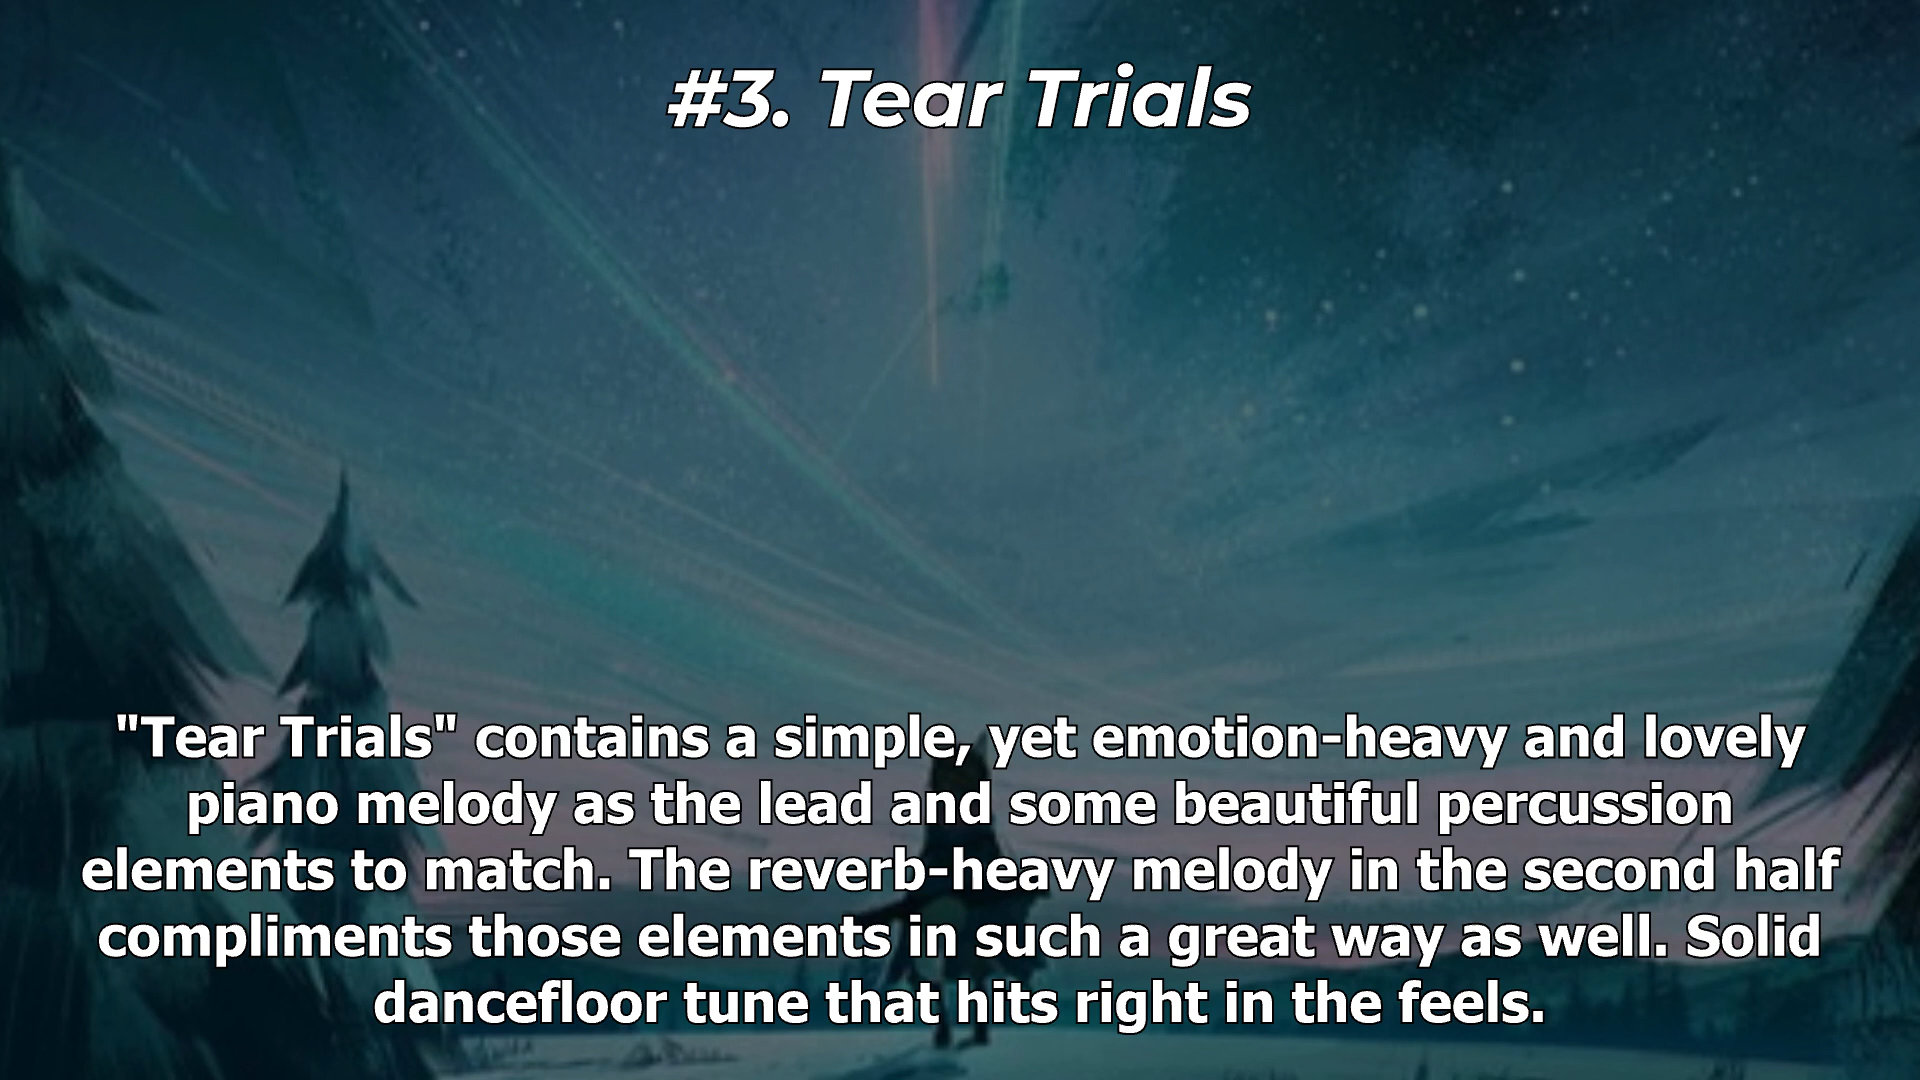 #3. Tear Trials
"Tear Trials" contains a simple, yet emotion-heavy and lovely
piano melody as the lead and some beautiful percussion
elements to match. The reverb-heavy melody in the second half
compliments those elements in such a great way as well. Solid
dancefloor tune that hits right in the feels.